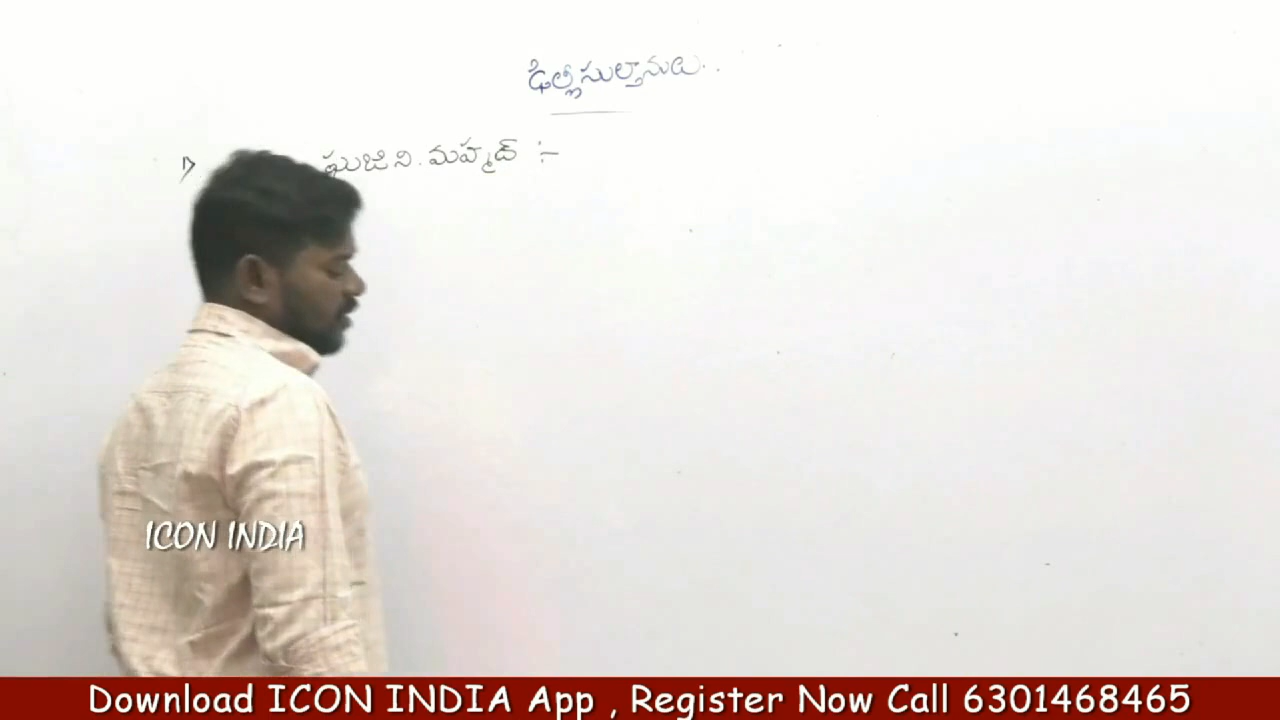 ఢిల్లీసుల్తానులు..
ఘజిని.మహ్మద్ :-
ICON INDIA
Download ICON INDIA App , Register Now Call 6301468465